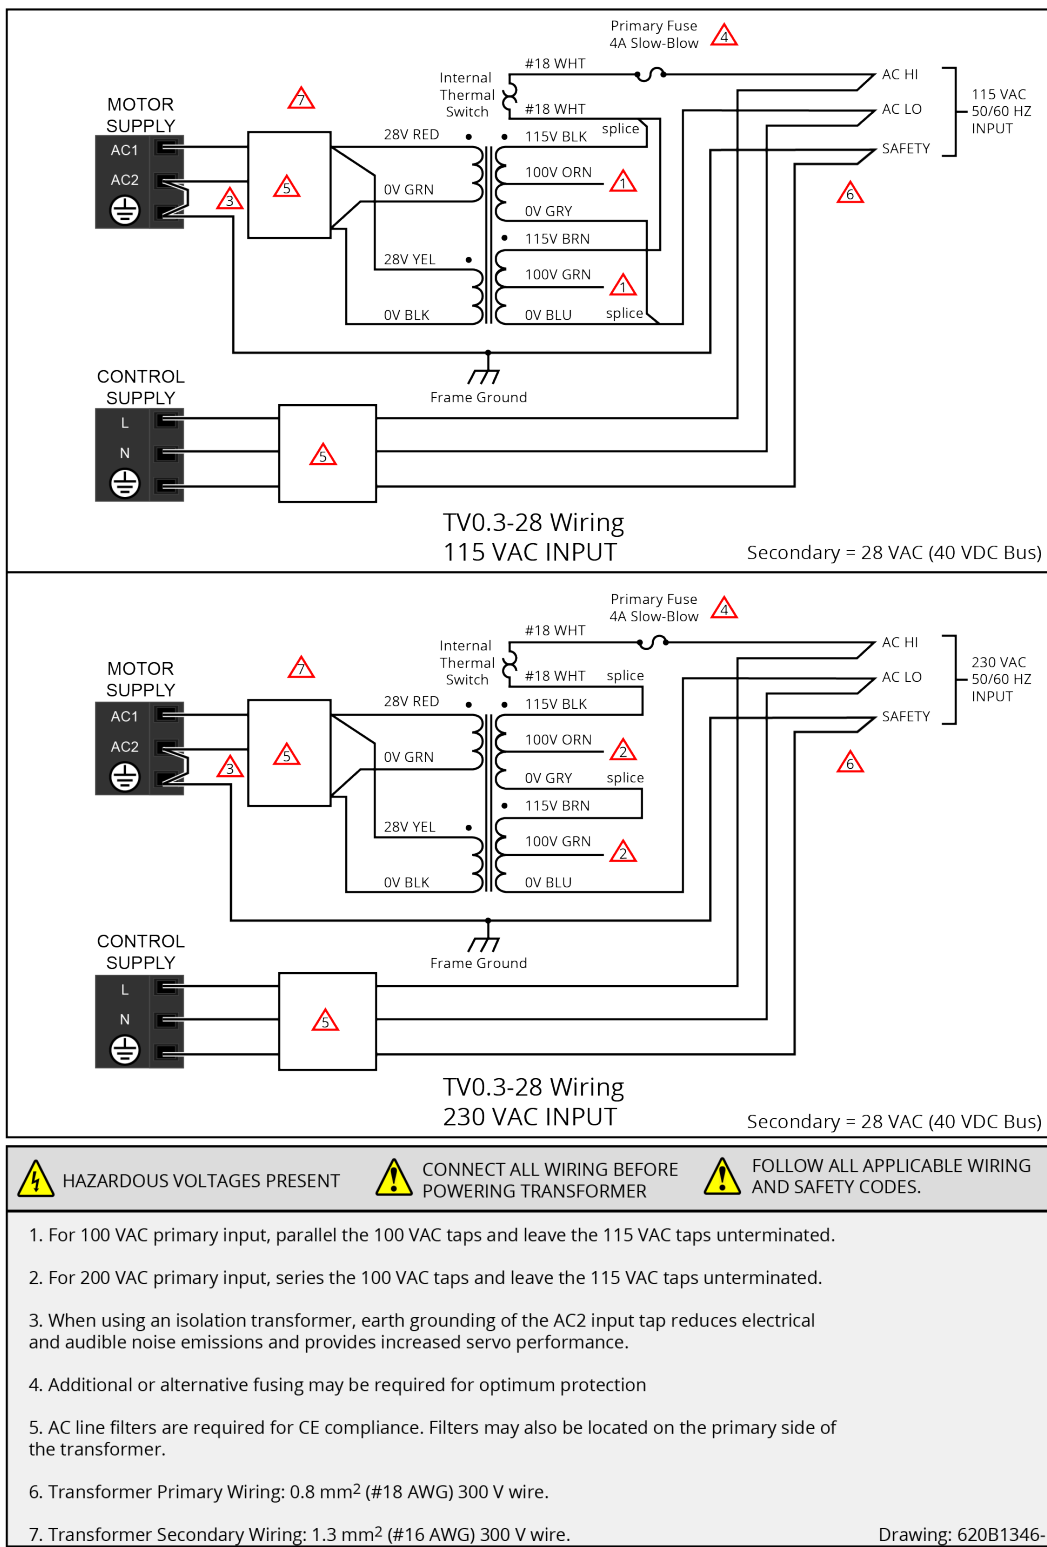 Primary Fuse
4A Slow-Blow
4
#18 WHT
AC HI
Internal
Thermal
Switch
7
115 VAC
50/60 HZ
INPUT
MOTOR
SUPPLY
#18 WHT
AC LO
splice
28V RED
115V BLK
AC1
SAFETY
100V ORN
1
AC2
3
5
0V GRN
6
0V GRY
115V BRN
28V YEL
100V GRN
1
0V BLK
0V BLU
splice
CONTROL
SUPPLY
Frame Ground
L
N
5
TV0.3-28 Wiring
115 VAC INPUT
Secondary = 28 VAC (40 VDC Bus)
Primary Fuse
4A Slow-Blow
4
#18 WHT
AC HI
Internal
Thermal
Switch
7
230 VAC
50/60 HZ
INPUT
MOTOR
SUPPLY
#18 WHT
splice
AC LO
28V RED
115V BLK
AC1
SAFETY
100V ORN
2
AC2
3
5
0V GRN
6
0V GRY
splice
115V BRN
28V YEL
100V GRN
2
0V BLK
0V BLU
CONTROL
SUPPLY
Frame Ground
L
N
5
TV0.3-28 Wiring
230 VAC INPUT
Secondary = 28 VAC (40 VDC Bus)
HAZARDOUS VOLTAGES PRESENT
CONNECT ALL WIRING BEFORE
POWERING TRANSFORMER
FOLLOW ALL APPLICABLE WIRING
AND SAFETY CODES.
1. For 100 VAC primary input, parallel the 100 VAC taps and leave the 115 VAC taps unterminated.
2. For 200 VAC primary input, series the 100 VAC taps and leave the 115 VAC taps unterminated.
3. When using an isolation transformer, earth grounding of the AC2 input tap reduces electrical
and audible noise emissions and provides increased servo performance.
4. Additional or alternative fusing may be required for optimum protection
5. AC line filters are required for CE compliance. Filters may also be located on the primary side of
the transformer.
6. Transformer Primary Wiring: 0.8 mm² (#18 AWG) 300 V wire.
7. Transformer Secondary Wiring: 1.3 mm² (#16 AWG) 300 V wire.
Drawing: 620B1346-